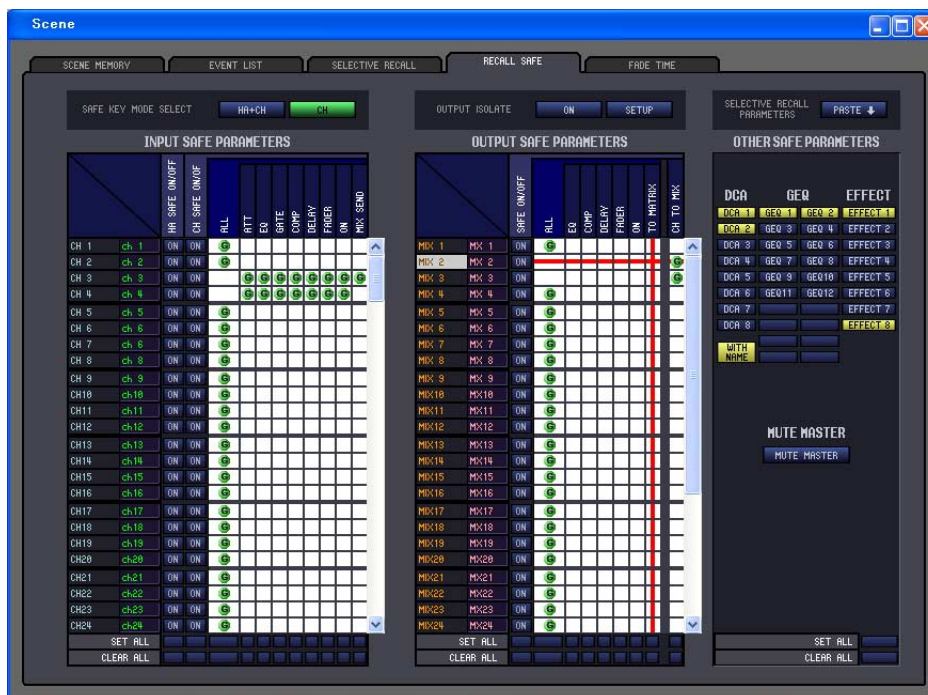 Scene
SCENE MEMORY EVENT LIST SELECTIVE RECALL RECALL SAFE FADE TIME
SAFE KEY MODE SELECT HA+CH CH OUTPUT ISOLATE ON SETUP SELECTIVE RECALL PARAMETERS PASTE
INPUT SAFE PARAMETERS OUTPUT SAFE PARAMETERS OTHER SAFE PARAMETERS
HA SAFE ON/OFF CH SAFE ON/OF ALL ATT EQ GATE COMP DELAY FADER ON MIX SEND
SAFE ON/OFF ALL EQ COMP DELAY FADER ON TO MATRIX CH TO MIX
CH 1 ch 1 ON ON G
CH 2 ch 2 ON ON G
CH 3 ch 3 ON ON G G G G G G G G
CH 4 ch 4 ON ON G G G G G G G
CH 5 ch 5 ON ON G
CH 6 ch 6 ON ON G
CH 7 ch 6 ON ON G
CH 8 ch 8 ON ON G
CH 9 ch 9 ON ON G
CH10 ch10 ON ON G
CH11 ch11 ON ON G
CH12 ch12 ON ON G
CH13 ch13 ON ON G
CH14 ch14 ON ON G
CH15 ch15 ON ON G
CH16 ch16 ON ON G
CH17 ch17 ON ON G
CH18 ch18 ON ON G
CH19 ch19 ON ON G
CH20 ch20 ON ON G
CH21 ch21 ON ON G
CH22 ch22 ON ON G
CH23 ch23 ON ON G
CH24 ch24 ON ON G
SET ALL
CLEAR ALL
MIX 1 MX 1 ON G
MIX 2 MX 2 ON G
MIX 3 MX 3 ON G
MIX 4 MX 4 ON G
MIX 5 MX 5 ON G
MIX 6 MX 6 ON G
MIX 7 MX 7 ON G
MIX 8 MX 8 ON G
MIX 9 MX 9 ON G
MIX10 MX10 ON G
MIX11 MX11 ON G
MIX12 MX12 ON G
MIX13 MX13 ON G
MIX14 MX14 ON G
MIX15 MX15 ON G
MIX16 MX16 ON G
MIX17 MX17 ON G
MIX18 MX18 ON G
MIX19 MX19 ON G
MIX20 MX20 ON G
MIX21 MX21 ON G
MIX22 MX22 ON G
MIX23 MX23 ON G
MIX24 MX24 ON G
SET ALL
CLEAR ALL
DCA GEQ EFFECT
DCA 1 GEQ 1 GEQ 2 EFFECT 1
DCA 2 GEQ 3 GEQ 4 EFFECT 2
DCA 3 GEQ 5 GEQ 6 EFFECT 3
DCA 4 GEQ 7 GEQ 8 EFFECT 4
DCA 5 GEQ 9 GEQ10 EFFECT 5
DCA 6 GEQ11 GEQ12 EFFECT 6
DCA 7 EFFECT 7
DCA 8 EFFECT 8
WITH
NAME
MUTE MASTER
MUTE MASTER
SET ALL
CLEAR ALL